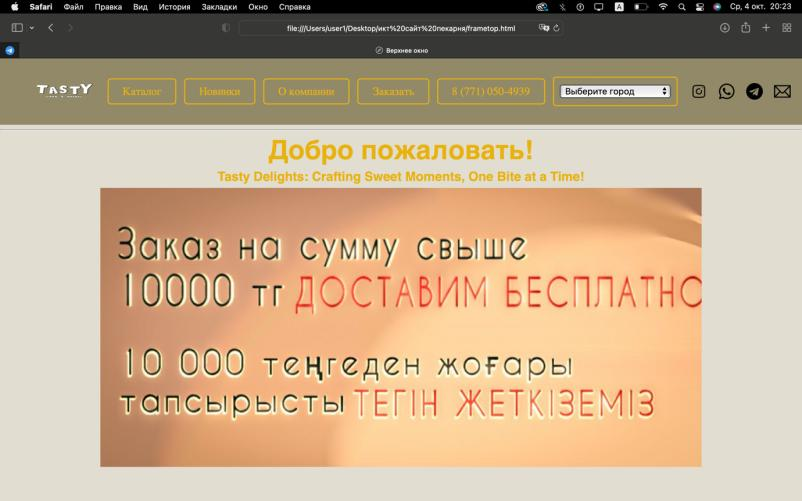 Safari Файл Правка Вид История Закладки Окно Справка A Ср, 4 окт. 20:23
file:///Users/user1/Desktop/икт%20сайт%20пекарня/frametop.html
Верхнее окно
TASTY Каталог Новинки О компании Заказать 8 (771) 050-4939 Выберите город
Добро пожаловать!
Tasty Delights: Crafting Sweet Moments, One Bite at a Time!
Заказ на сумму свыше
10000 тг ДОСТАВИМ БЕСПЛАТНО
10 000 теңгеден жоғары
тапсырысты ТЕГІН ЖЕТКІЗЕМІЗ